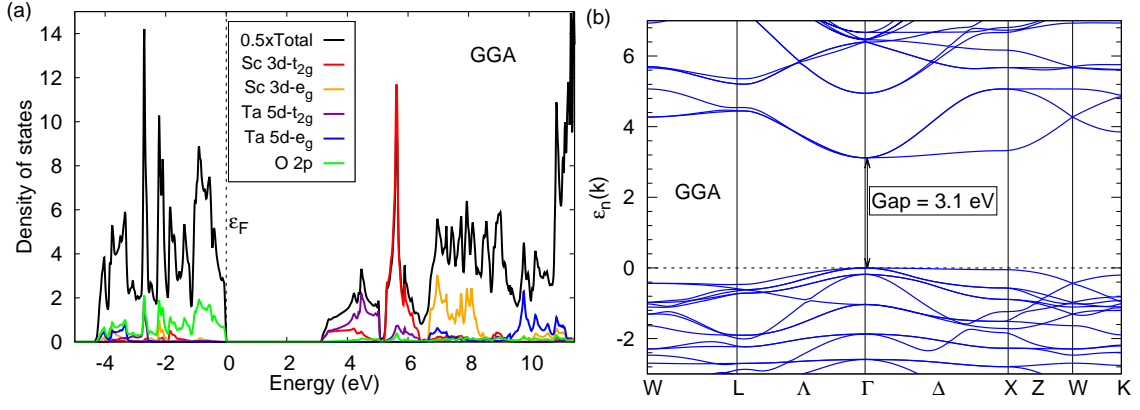 (a)
Density of states
14
12
10
8
6
4
2
0
0.5xTotal
Sc 3d-t2g
Sc 3d-eg
Ta 5d-t2g
Ta 5d-eg
O 2p
GGA
εF
-4 -2 0 2 4 6 8 10
Energy (eV)
(b)
εn(k)
6
4
2
0
-2
GGA
Gap = 3.1 eV
W L Λ Γ Δ X Z W K